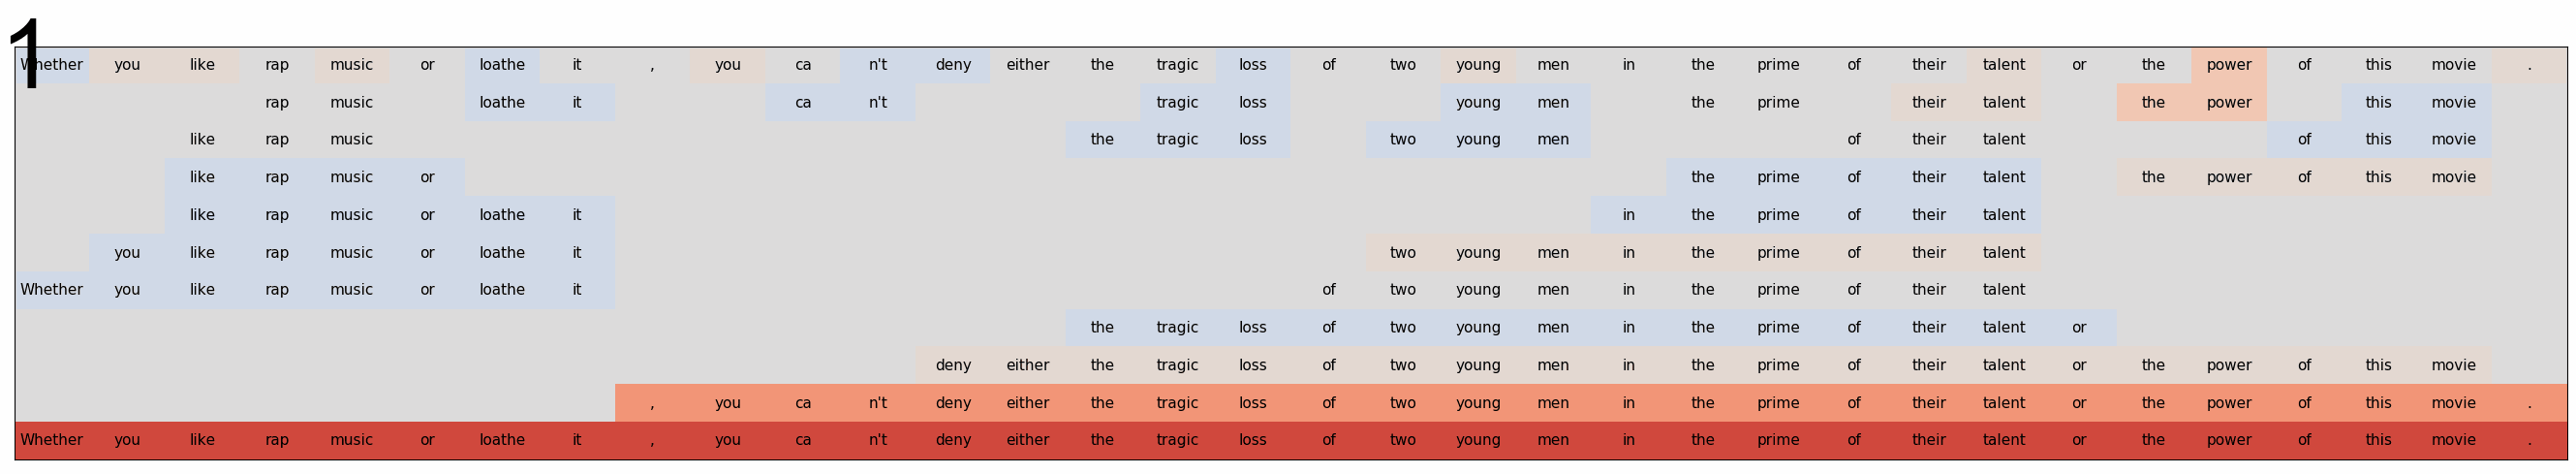 1
Whether you like rap music or loathe it , you ca n't deny either the tragic loss of two young men in the prime of their talent or the power of this movie .
rap music loathe it ca n't tragic loss young men the prime their talent the power this movie
like rap music the tragic loss two young men of their talent of this movie
like rap music or the prime of their talent the power of this movie
like rap music or loathe it in the prime of their talent
you like rap music or loathe it two young men in the prime of their talent
Whether you like rap music or loathe it of two young men in the prime of their talent
the tragic loss of two young men in the prime of their talent or
deny either the tragic loss of two young men in the prime of their talent or the power of this movie
, you ca n't deny either the tragic loss of two young men in the prime of their talent or the power of this movie .
Whether you like rap music or loathe it , you ca n't deny either the tragic loss of two young men in the prime of their talent or the power of this movie .